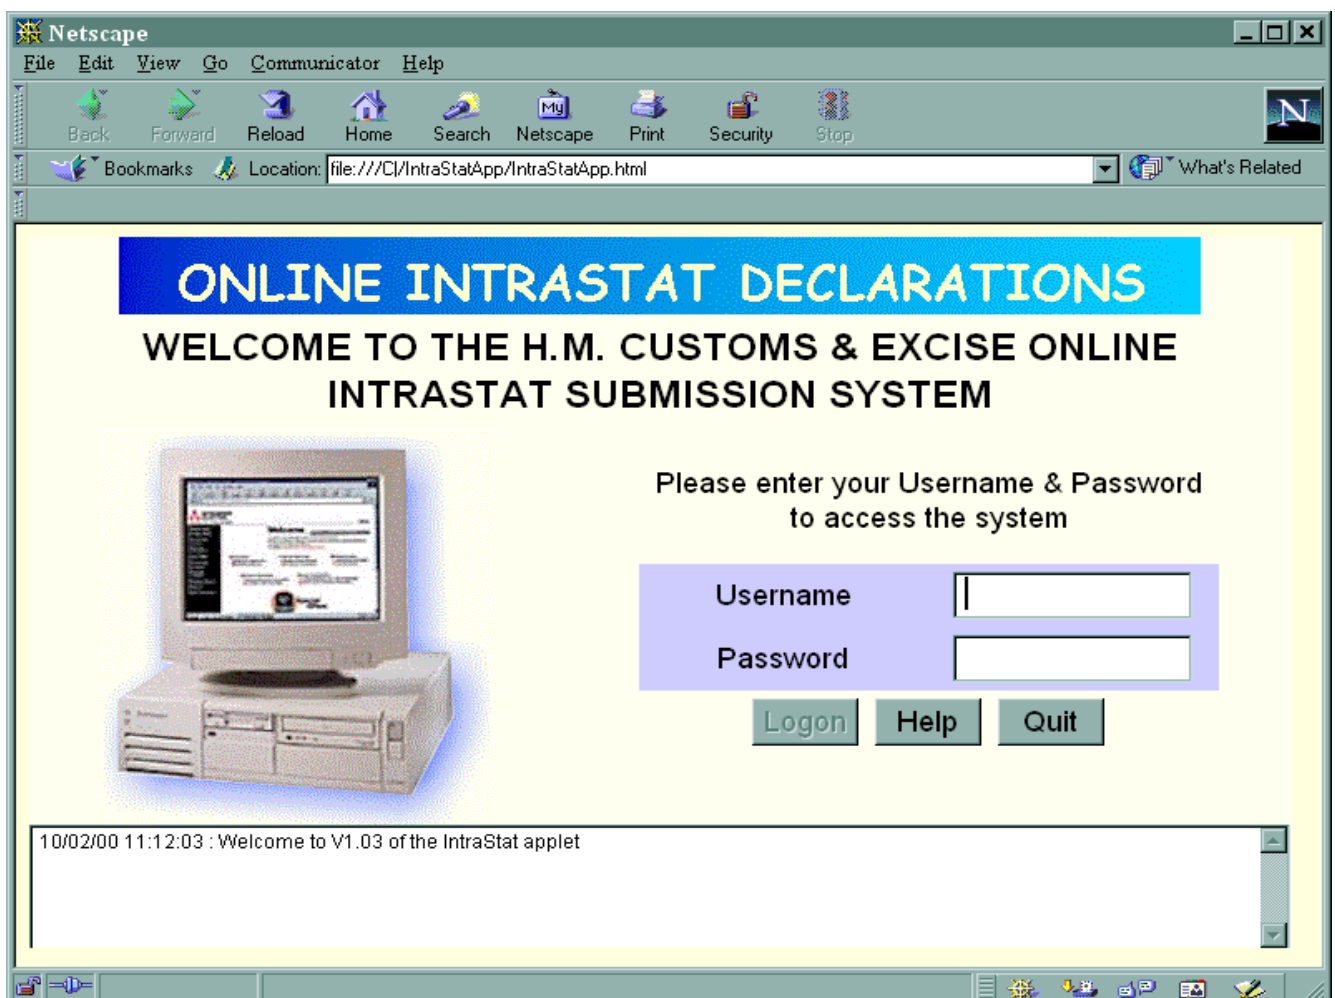 Netscape
File Edit View Go Communicator Help
My
N
Back Forward Reload Home Search Netscape Print Security Stop
Bookmarks Location: file:///C|/IntraStatApp/IntraStatApp.html What's Related
ONLINE INTRASTAT DECLARATIONS
WELCOME TO THE H.M. CUSTOMS & EXCISE ONLINE
INTRASTAT SUBMISSION SYSTEM
Please enter your Username & Password
to access the system
Username
Password
Logon Help Quit
10/02/00 11:12:03 : Welcome to V1.03 of the IntraStat applet